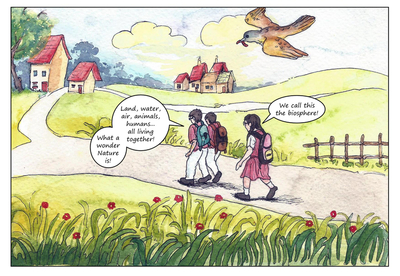 Land, water,
air, animals,
humans...
all living
together!
What a
wonder
Nature
is!
We call this
the biosphere!